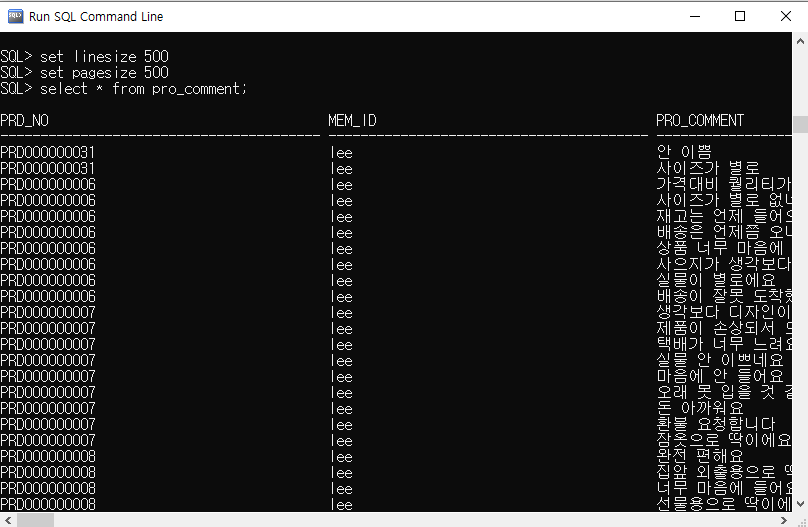 Run SQL Command Line
SQL> set linesize 500
SQL> set pagesize 500
SQL> select * from pro_comment;
PRD_NO MEM_ID PRO_COMMENT
PRD000000031 lee 안 이쁨
PRD000000031 lee 사이즈가 별로
PRD000000006 lee 가격대비 퀄리티가
PRD000000006 lee 사이즈가 별로 없네
PRD000000006 lee 재고는 언제 들어오
PRD000000006 lee 배송은 언제쯤 오나
PRD000000006 lee 상품 너무 마음에
PRD000000006 lee 사으지가 생각보다
PRD000000006 lee 실물이 별로에요
PRD000000006 lee 배송이 잘못 도착했
PRD000000007 lee 생각보다 디자인이
PRD000000007 lee 제품이 손상되서
PRD000000007 lee 택배가 너무 느려요
PRD000000007 lee 실물 안 이쁘네요
PRD000000007 lee 마음에 안 들어요
PRD000000007 lee 오래 못 입을 것
PRD000000007 lee 돈 아까워요
PRD000000007 lee 환불 요청합니다
PRD000000007 lee 잠옷으로 딱이에요
PRD000000008 lee 완전 편해요
PRD000000008 lee 집앞 외출용으로
PRD000000008 lee 너무 마음에 들어요
PRD000000008 lee 선물용으로 딱이에